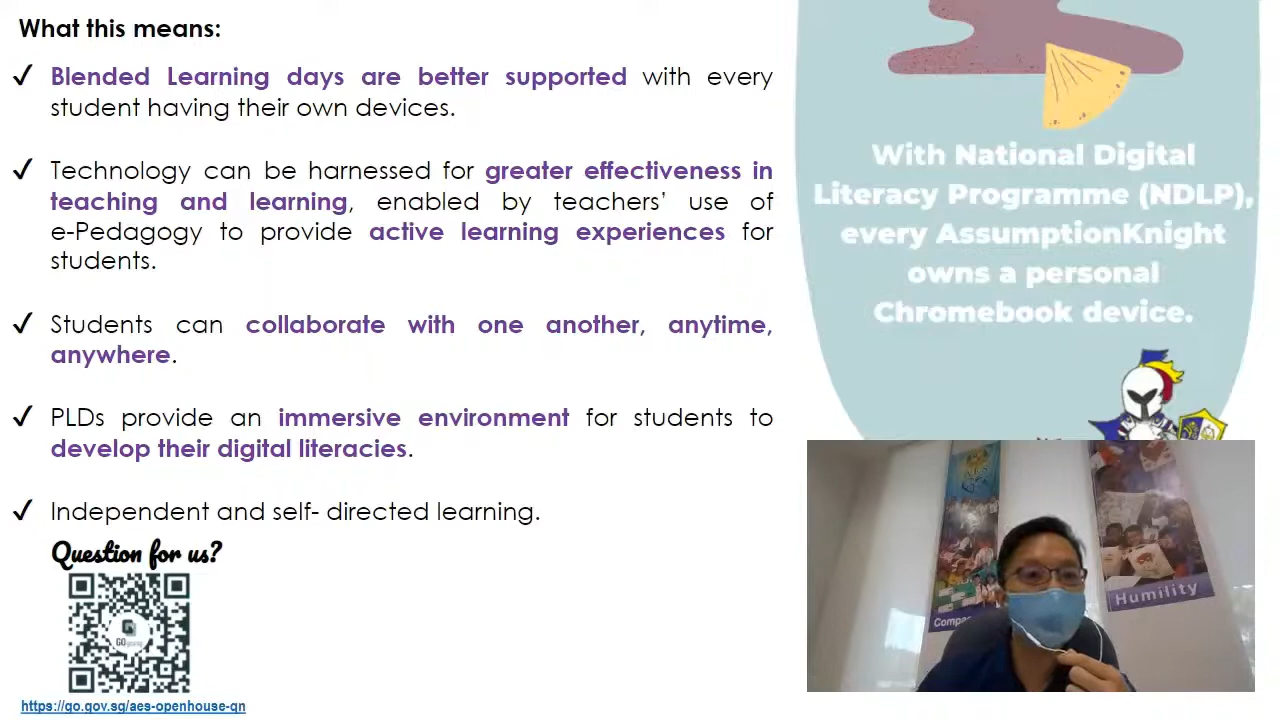 What this means:
✓ Blended Learning days are better supported with every
student having their own devices.
✓ Technology can be harnessed for greater effectiveness in
teaching and learning, enabled by teachers’ use of
e-Pedagogy to provide active learning experiences for
students.
✓ Students can collaborate with one another, anytime,
anywhere.
✓ PLDs provide an immersive environment for students to
develop their digital literacies.
✓ Independent and self- directed learning.
Question for us?
https://go.gov.sg/aes-openhouse-qn
With National Digital
Literacy Programme (NDLP),
every AssumptionKnight
owns a personal
Chromebook device.
Humility